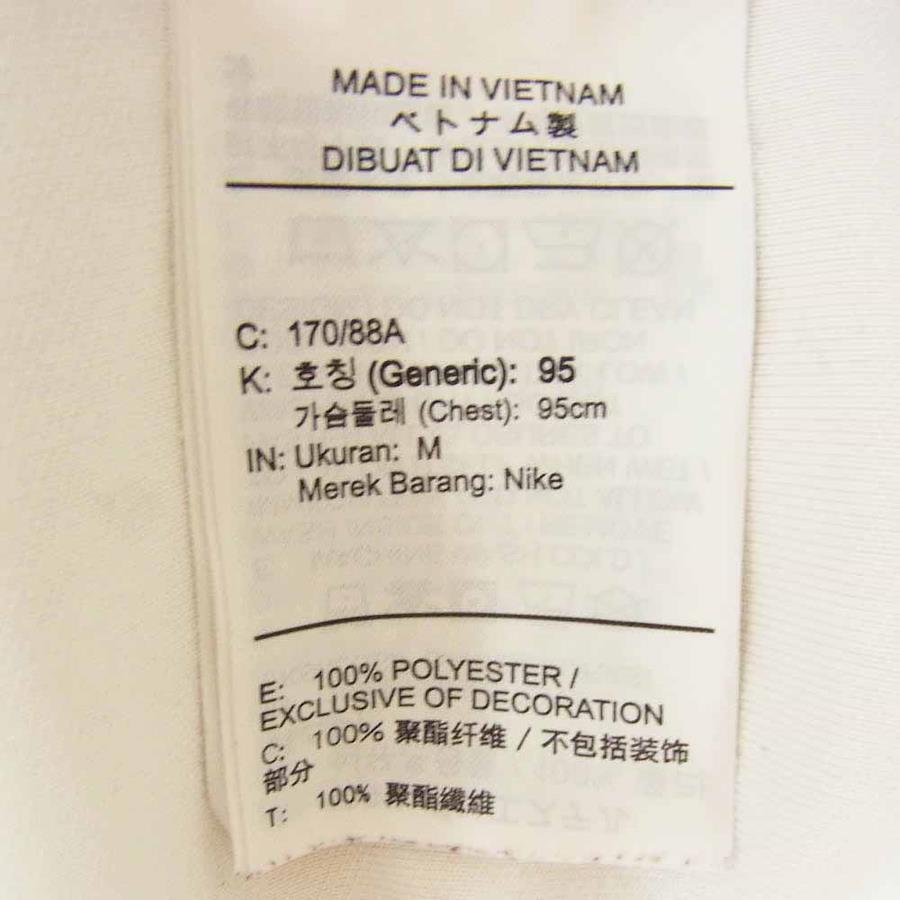 MADE IN VIETNAM
ベトナム製
DIBUAT DI VIETNAM
C: 170/88A
K: 호칭 (Generic): 95
가슴둘레 (Chest): 95cm
IN: Ukuran: M
Merek Barang: Nike
E: 100% POLYESTER /
EXCLUSIVE OF DECORATION
C: 100% 聚酯纤维 / 不包括装饰
部分
T: 100% 聚酯纖維